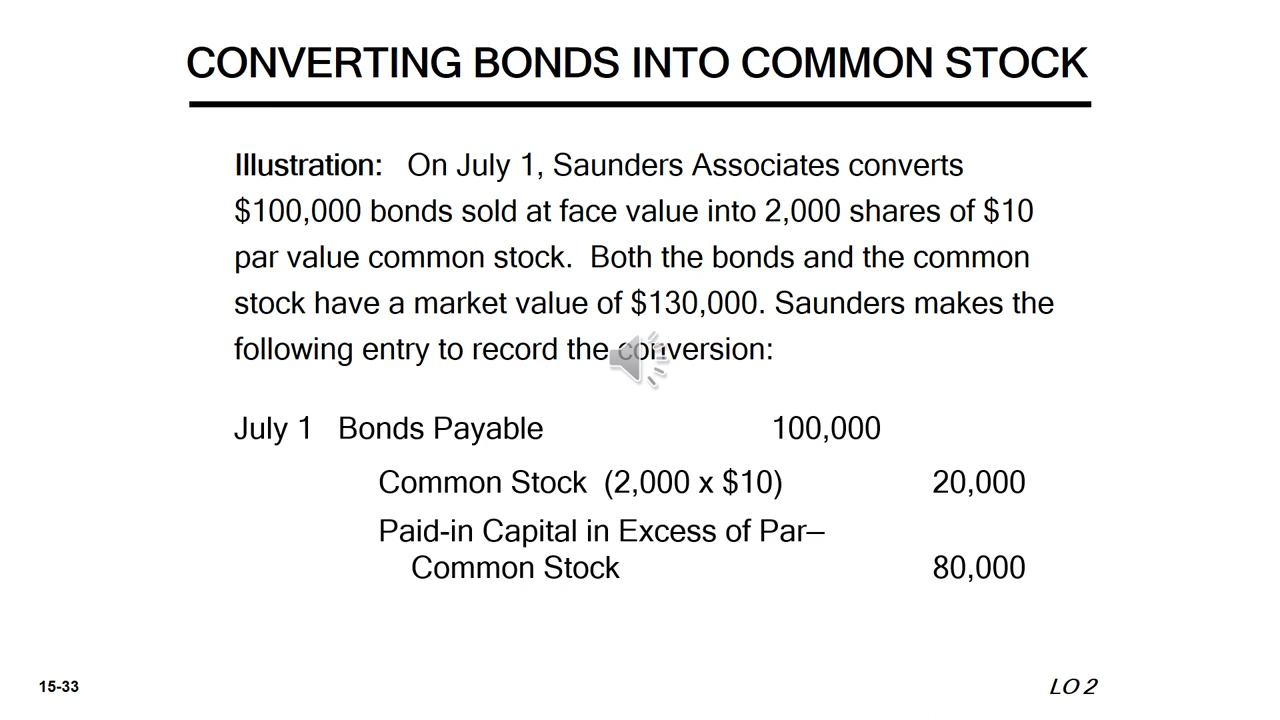 CONVERTING BONDS INTO COMMON STOCK
Illustration: On July 1, Saunders Associates converts
$100,000 bonds sold at face value into 2,000 shares of $10
par value common stock. Both the bonds and the common
stock have a market value of $130,000. Saunders makes the
following entry to record the conversion:
July 1 Bonds Payable 100,000
Common Stock (2,000 x $10) 20,000
Paid-in Capital in Excess of Par—
Common Stock 80,000
15-33 LO 2